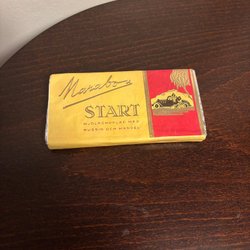 Marabou
START
MJÖLKCHOKLAD MED
RUSSIN OCH MANDEL